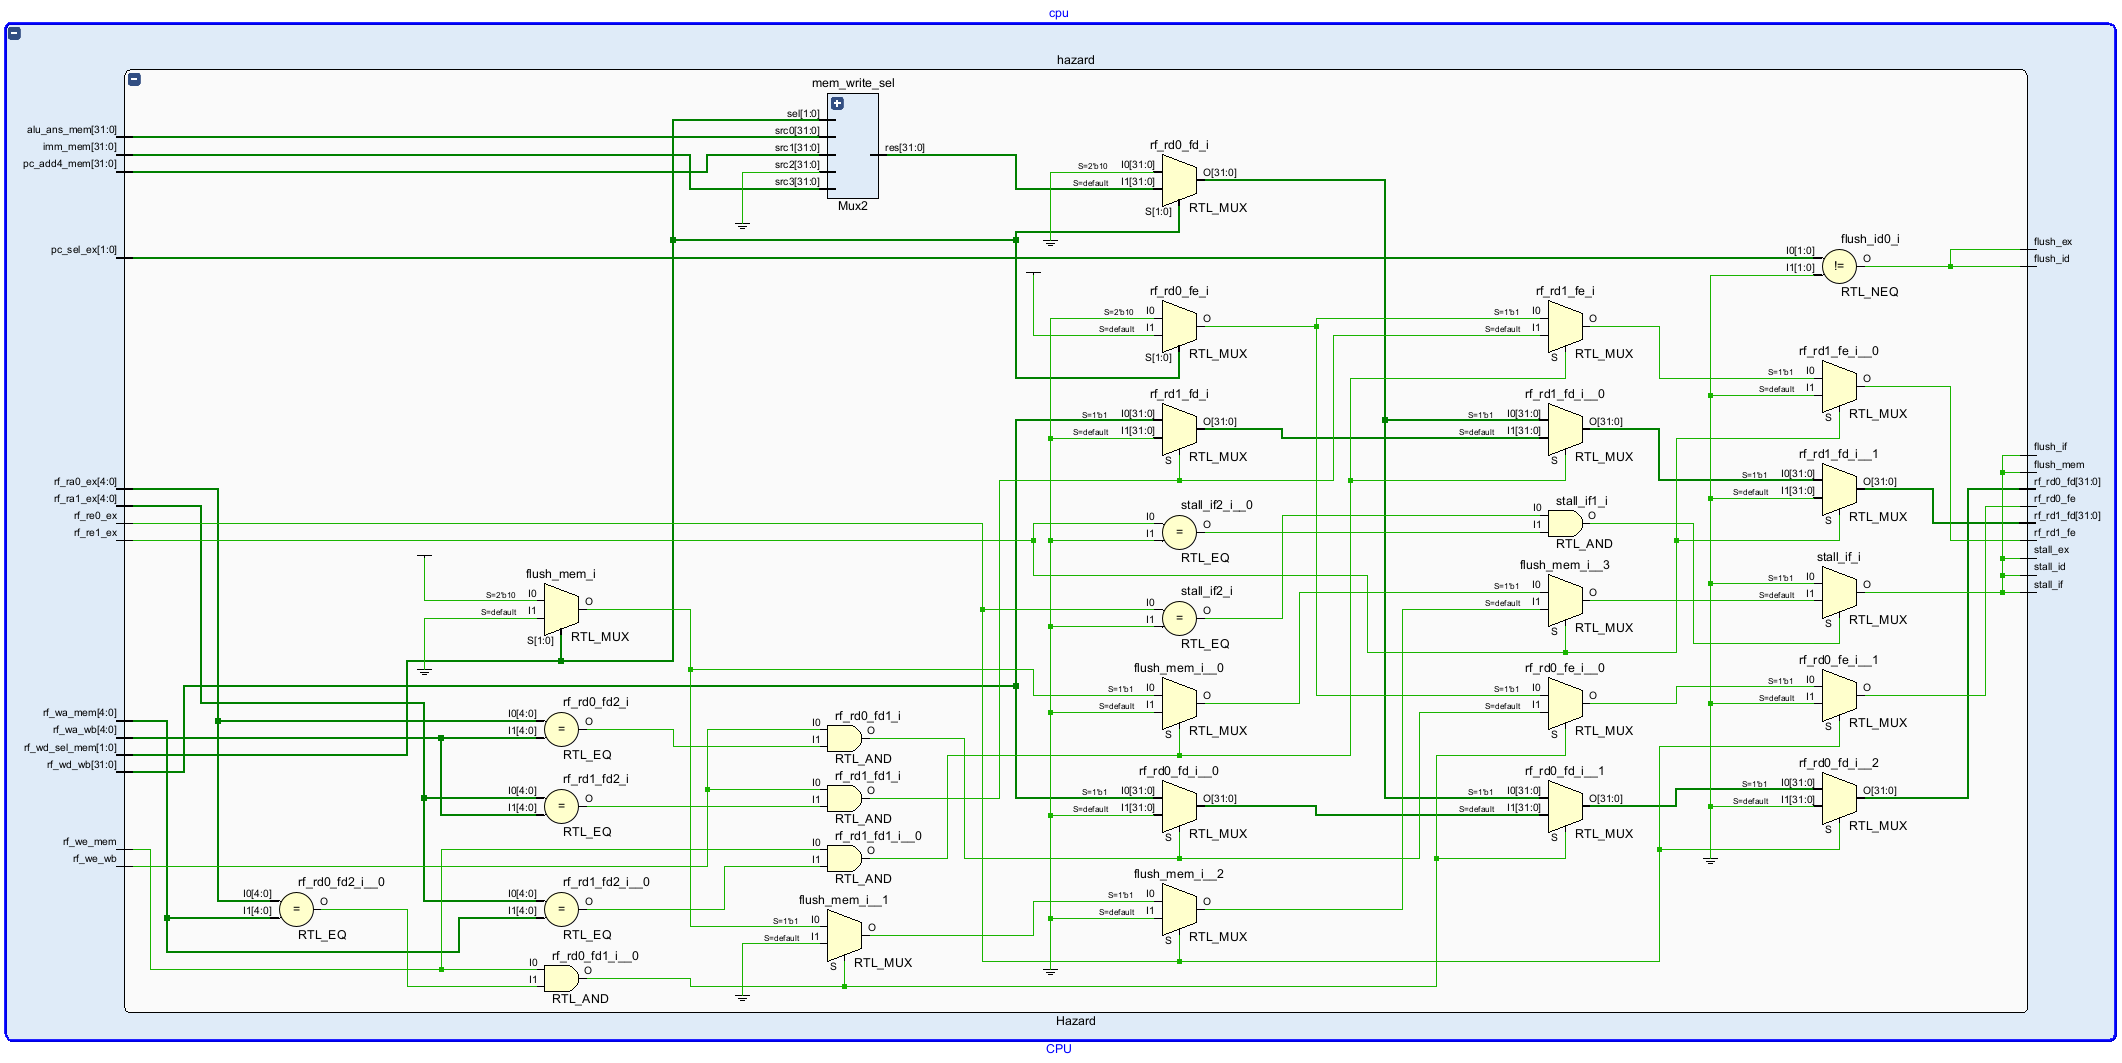 cpu
hazard
mem_write_sel
sel[1:0]
src0[31:0]
src1[31:0]
src2[31:0]
src3[31:0]
res[31:0]
Mux2
alu_ans_mem[31:0]
imm_mem[31:0]
pc_add4_mem[31:0]
rf_rd0_fd_i
S=2'b10 I0[31:0]
S=default I1[31:0]
S[1:0]
O[31:0]
RTL_MUX
pc_sel_ex[1:0]
flush_id0_i
I0[1:0]
I1[1:0]
!=
O
RTL_NEQ
flush_ex
flush_id
rf_rd0_fe_i
S=2'b10 I0
S=default I1
S[1:0]
O
RTL_MUX
rf_rd1_fe_i
S=1'b1 I0
S=default I1
S
O
RTL_MUX
rf_rd1_fe_i__0
S=1'b1 I0
S=default I1
S
O
RTL_MUX
rf_rd1_fd_i
S=1'b1 I0[31:0]
S=default I1[31:0]
S
O[31:0]
RTL_MUX
rf_rd1_fd_i__0
S=1'b1 I0[31:0]
S=default I1[31:0]
S
O[31:0]
RTL_MUX
rf_rd1_fd_i__1
S=1'b1 I0[31:0]
S=default I1[31:0]
S
O[31:0]
RTL_MUX
flush_if
flush_mem
rf_rd0_fd[31:0]
rf_rd0_fe
rf_rd1_fd[31:0]
rf_rd1_fe
stall_ex
stall_id
stall_if
rf_ra0_ex[4:0]
rf_ra1_ex[4:0]
rf_re0_ex
rf_re1_ex
stall_if2_i__0
I0
I1
=
O
RTL_EQ
stall_if1_i
I0
I1
O
RTL_AND
flush_mem_i
S=2'b10 I0
S=default I1
S[1:0]
O
RTL_MUX
stall_if2_i
I0
I1
=
O
RTL_EQ
flush_mem_i__3
S=1'b1 I0
S=default I1
S
O
RTL_MUX
stall_if_i
S=1'b1 I0
S=default I1
S
O
RTL_MUX
flush_mem_i__0
S=1'b1 I0
S=default I1
S
O
RTL_MUX
rf_rd0_fe_i__0
S=1'b1 I0
S=default I1
S
O
RTL_MUX
rf_rd0_fe_i__1
S=1'b1 I0
S=default I1
S
O
RTL_MUX
rf_wa_mem[4:0]
rf_wa_wb[4:0]
rf_wd_sel_mem[1:0]
rf_wd_wb[31:0]
rf_rd0_fd2_i
I0[4:0]
I1[4:0]
=
O
RTL_EQ
rf_rd0_fd1_i
I0
I1
O
RTL_AND
rf_rd1_fd2_i
I0[4:0]
I1[4:0]
=
O
RTL_EQ
rf_rd1_fd1_i
I0
I1
O
RTL_AND
rf_rd0_fd_i__0
S=1'b1 I0[31:0]
S=default I1[31:0]
S
O[31:0]
RTL_MUX
rf_rd0_fd_i__1
S=1'b1 I0[31:0]
S=default I1[31:0]
S
O[31:0]
RTL_MUX
rf_rd0_fd_i__2
S=1'b1 I0[31:0]
S=default I1[31:0]
S
O[31:0]
RTL_MUX
rf_we_mem
rf_we_wb
rf_rd1_fd1_i__0
I0
I1
O
RTL_AND
rf_rd0_fd2_i__0
I0[4:0]
I1[4:0]
=
O
RTL_EQ
rf_rd1_fd2_i__0
I0[4:0]
I1[4:0]
=
O
RTL_EQ
flush_mem_i__1
S=1'b1 I0
S=default I1
S
O
RTL_MUX
flush_mem_i__2
S=1'b1 I0
S=default I1
S
O
RTL_MUX
rf_rd0_fd1_i__0
I0
I1
O
RTL_AND
Hazard
CPU